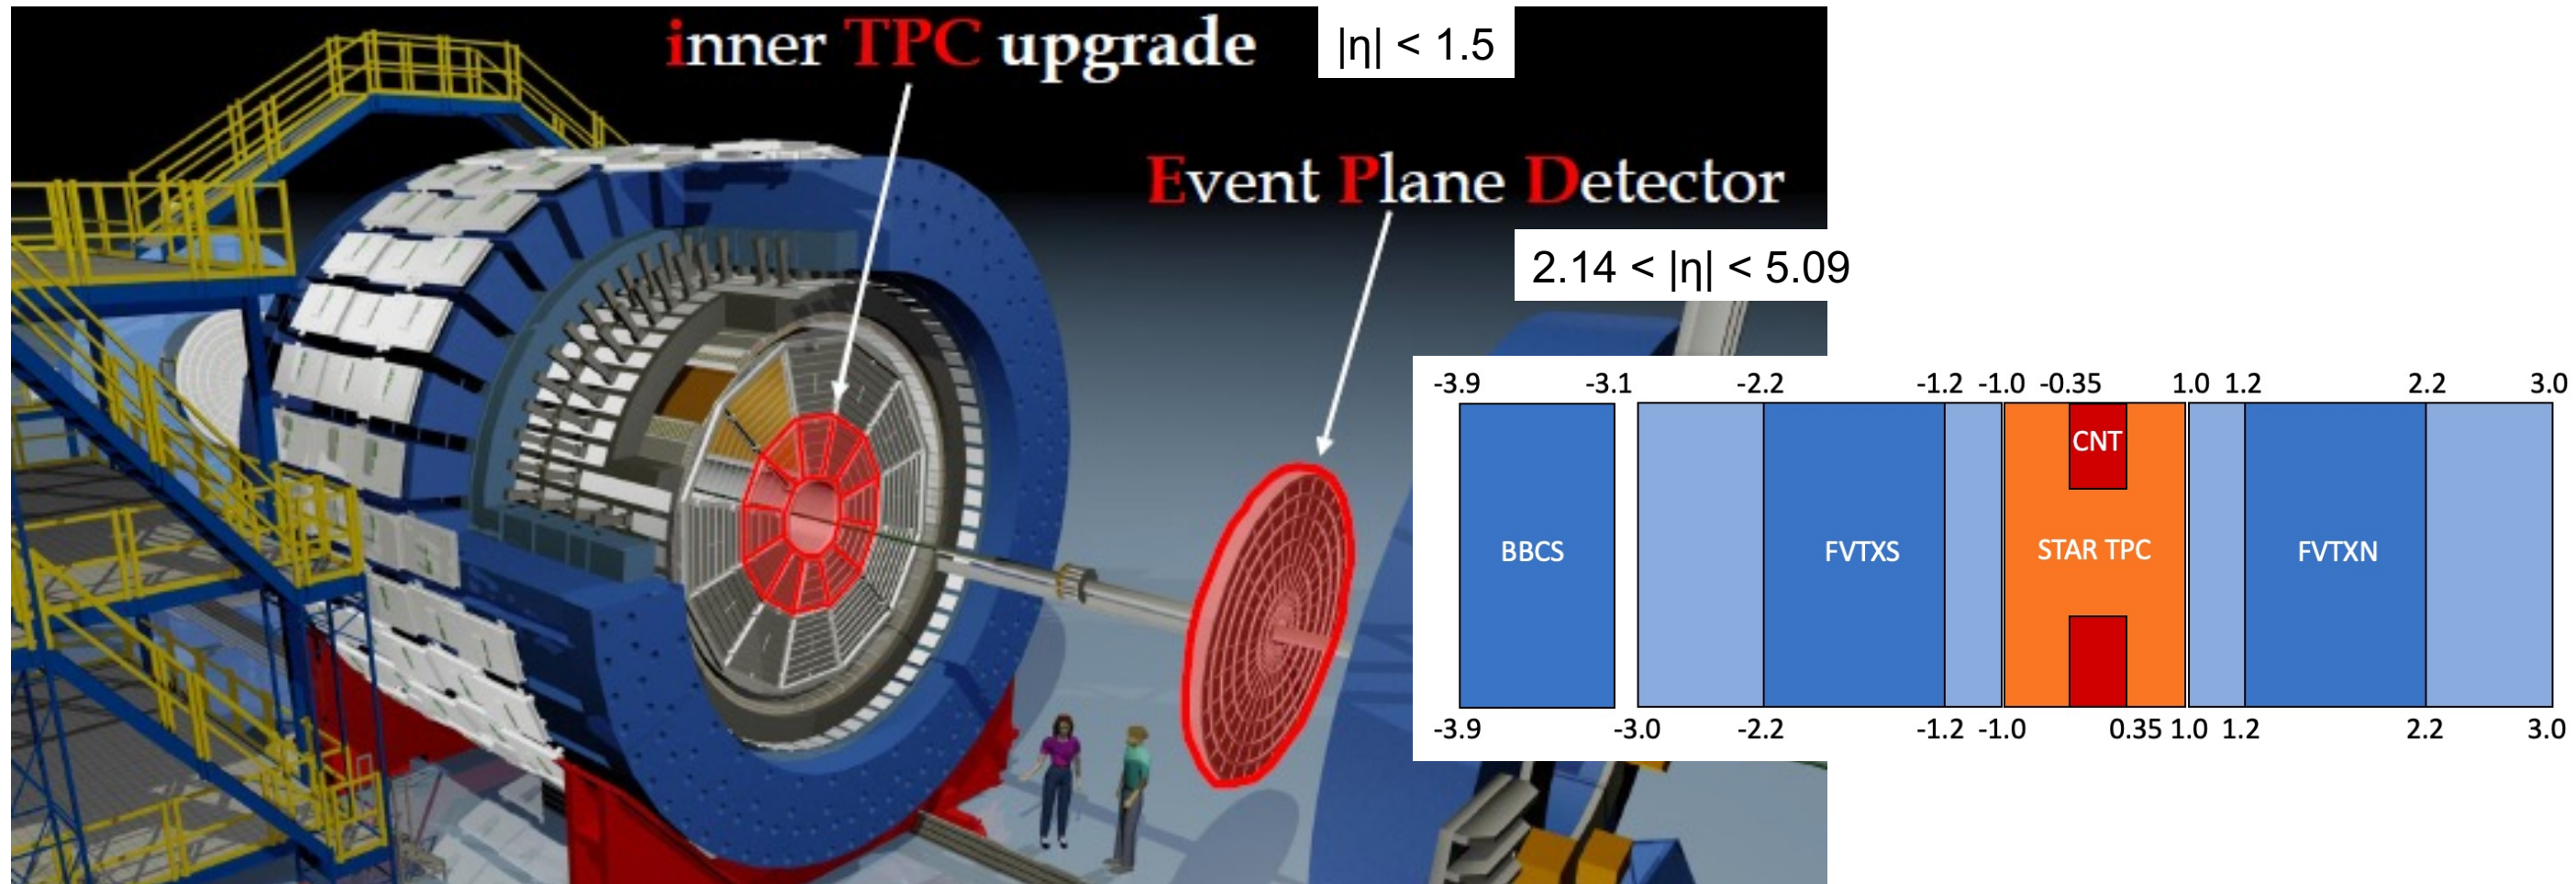 inner TPC upgrade
|η| < 1.5
Event Plane Detector
2.14 < |η| < 5.09
-3.9 -3.1 -2.2 -1.2 -1.0 -0.35 1.0 1.2 2.2 3.0
CNT
BBCS FVTXS STAR TPC FVTXN
-3.9 -3.0 -2.2 -1.2 -1.0 0.35 1.0 1.2 2.2 3.0